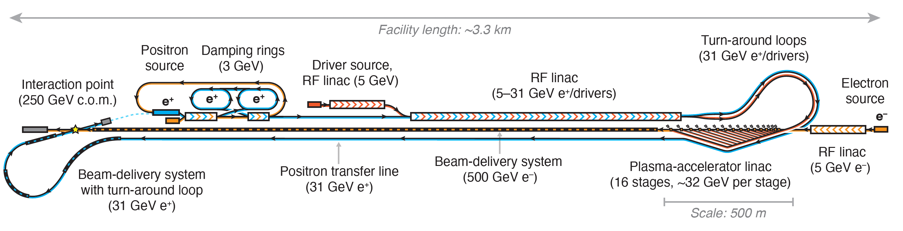 Facility length: ~3.3 km
Positron
source
Damping rings
(3 GeV)
Driver source,
RF linac (5 GeV)
RF linac
(5–31 GeV e⁺/drivers)
Turn-around loops
(31 GeV e⁺/drivers)
Electron
source
Interaction point
(250 GeV c.o.m.)
e⁺
e⁺
e⁺
e⁻
RF linac
(5 GeV e⁻)
Beam-delivery system
with turn-around loop
(31 GeV e⁺)
Positron transfer line
(31 GeV e⁺)
Beam-delivery system
(500 GeV e⁻)
Plasma-accelerator linac
(16 stages, ~32 GeV per stage)
Scale: 500 m